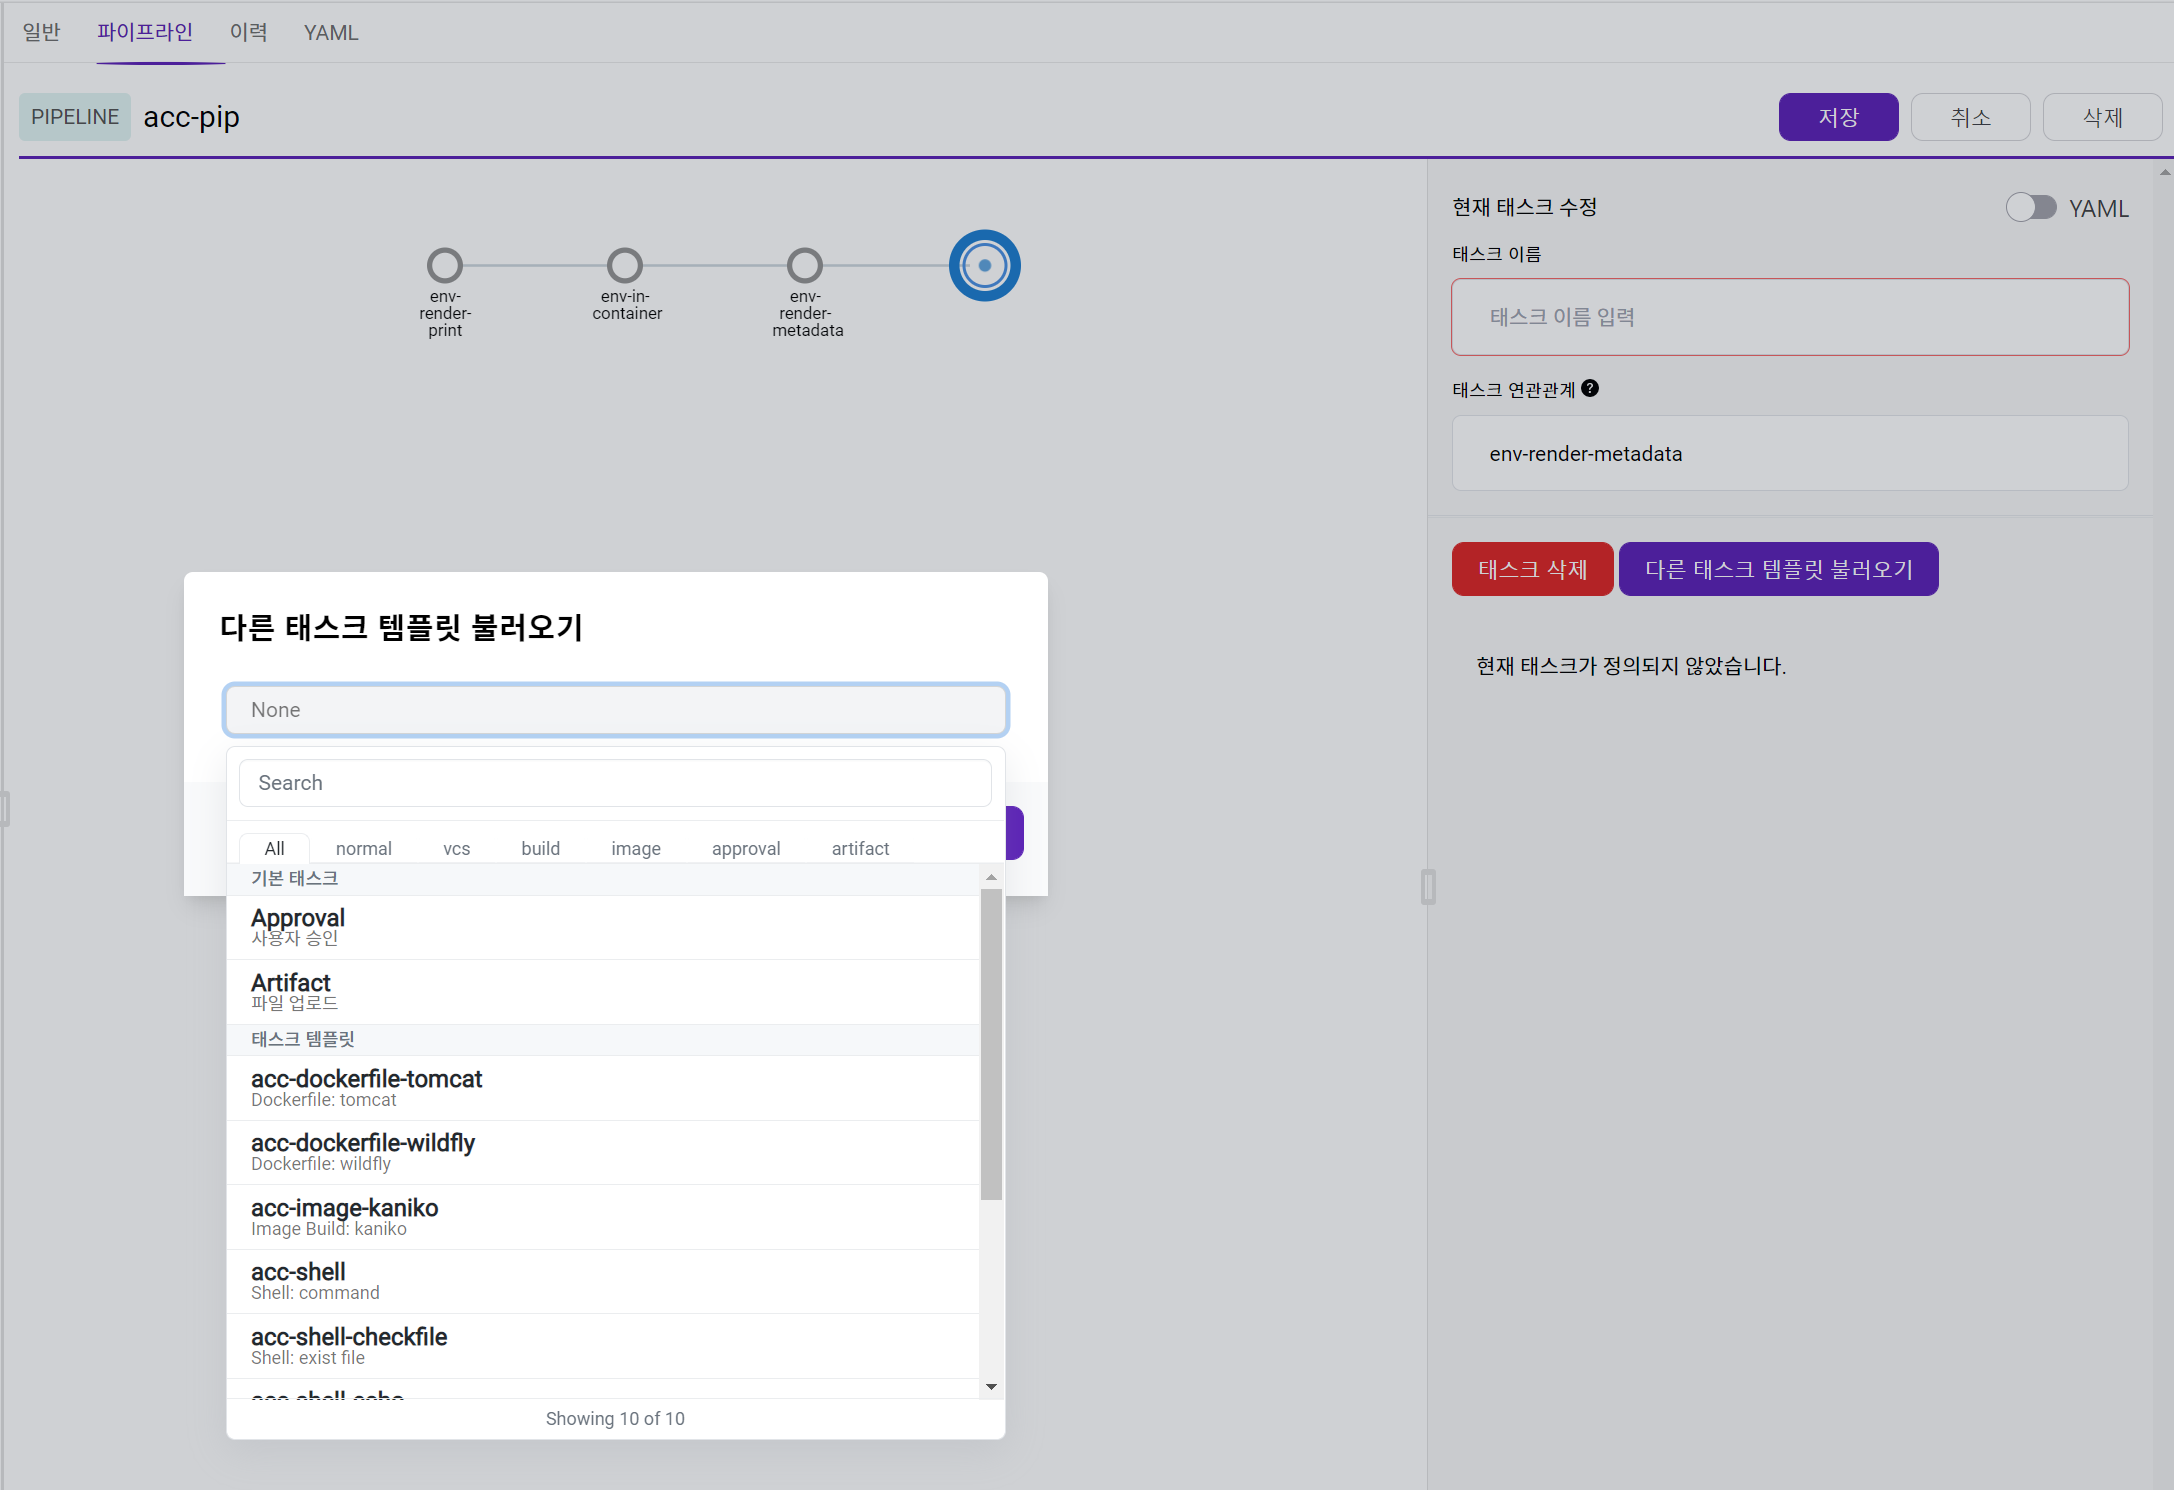 일반 파이프라인 이력 YAML
PIPELINE acc-pip 저장 취소 삭제
env-
render-
print
env-in-
container
env-
render-
metadata
현재 태스크 수정 YAML
태스크 이름
태스크 이름 입력
태스크 연관관계 ?
env-render-metadata
태스크 삭제 다른 태스크 템플릿 불러오기
현재 태스크가 정의되지 않았습니다.
다른 태스크 템플릿 불러오기
None
Search
All normal vcs build image approval artifact
기본 태스크
Approval
사용자 승인
Artifact
파일 업로드
태스크 템플릿
acc-dockerfile-tomcat
Dockerfile: tomcat
acc-dockerfile-wildfly
Dockerfile: wildfly
acc-image-kaniko
Image Build: kaniko
acc-shell
Shell: command
acc-shell-checkfile
Shell: exist file
acc-shell-echo
Showing 10 of 10